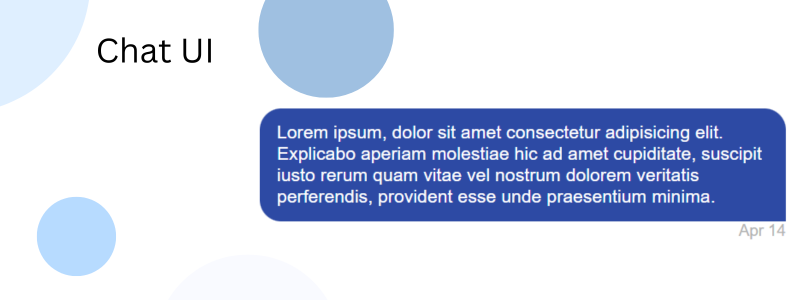 Chat UI
Lorem ipsum, dolor sit amet consectetur adipisicing elit.
Explicabo aperiam molestiae hic ad amet cupiditate, suscipit
iusto rerum quam vitae vel nostrum dolorem veritatis
perferendis, provident esse unde praesentium minima.
Apr 14